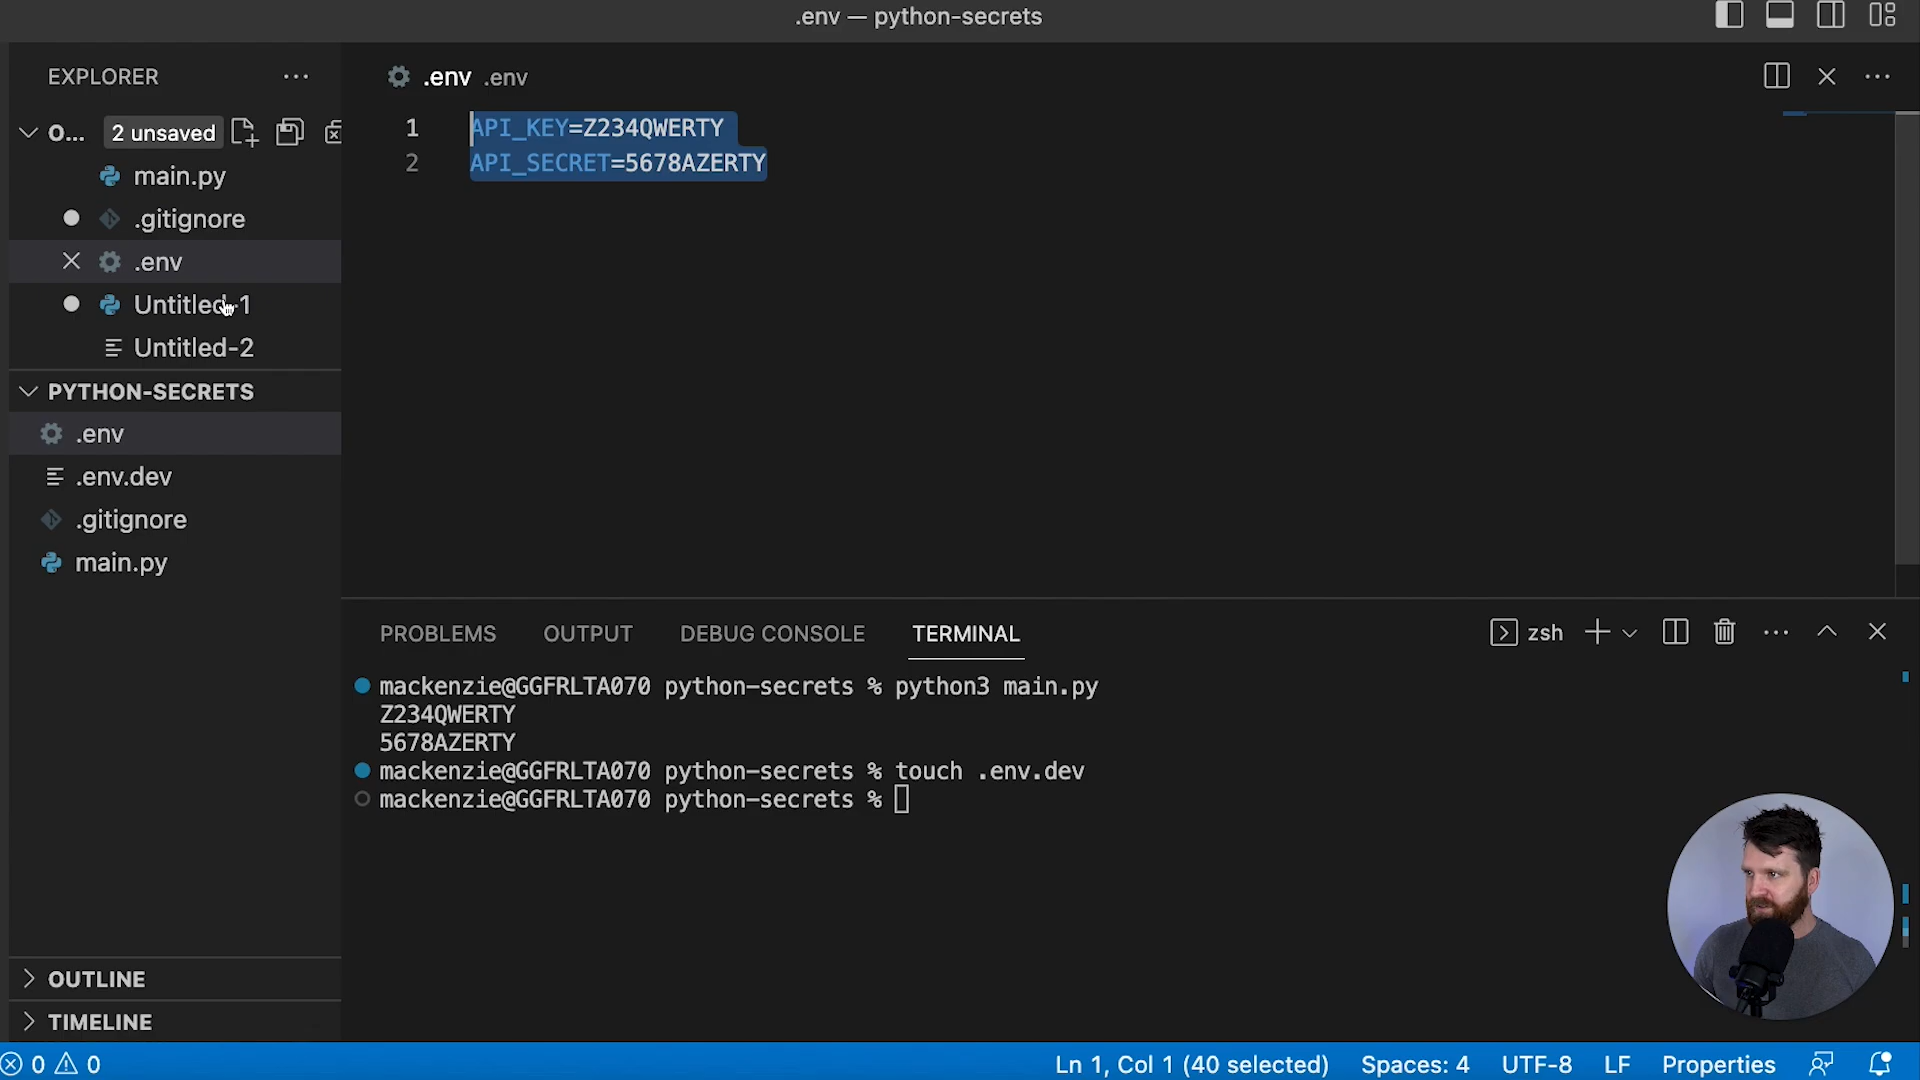 .env — python-secrets
EXPLORER
.env .env
O... 2 unsaved
main.py
.gitignore
.env
Untitled-1
Untitled-2
PYTHON-SECRETS
.env
.env.dev
.gitignore
main.py
OUTLINE
TIMELINE
1 API_KEY=Z234QWERTY
2 API_SECRET=5678AZERTY
PROBLEMS OUTPUT DEBUG CONSOLE TERMINAL zsh
mackenzie@GGFRLTA070 python-secrets % python3 main.py
Z234QWERTY
5678AZERTY
mackenzie@GGFRLTA070 python-secrets % touch .env.dev
mackenzie@GGFRLTA070 python-secrets %
0 0 Ln 1, Col 1 (40 selected) Spaces: 4 UTF-8 LF Properties